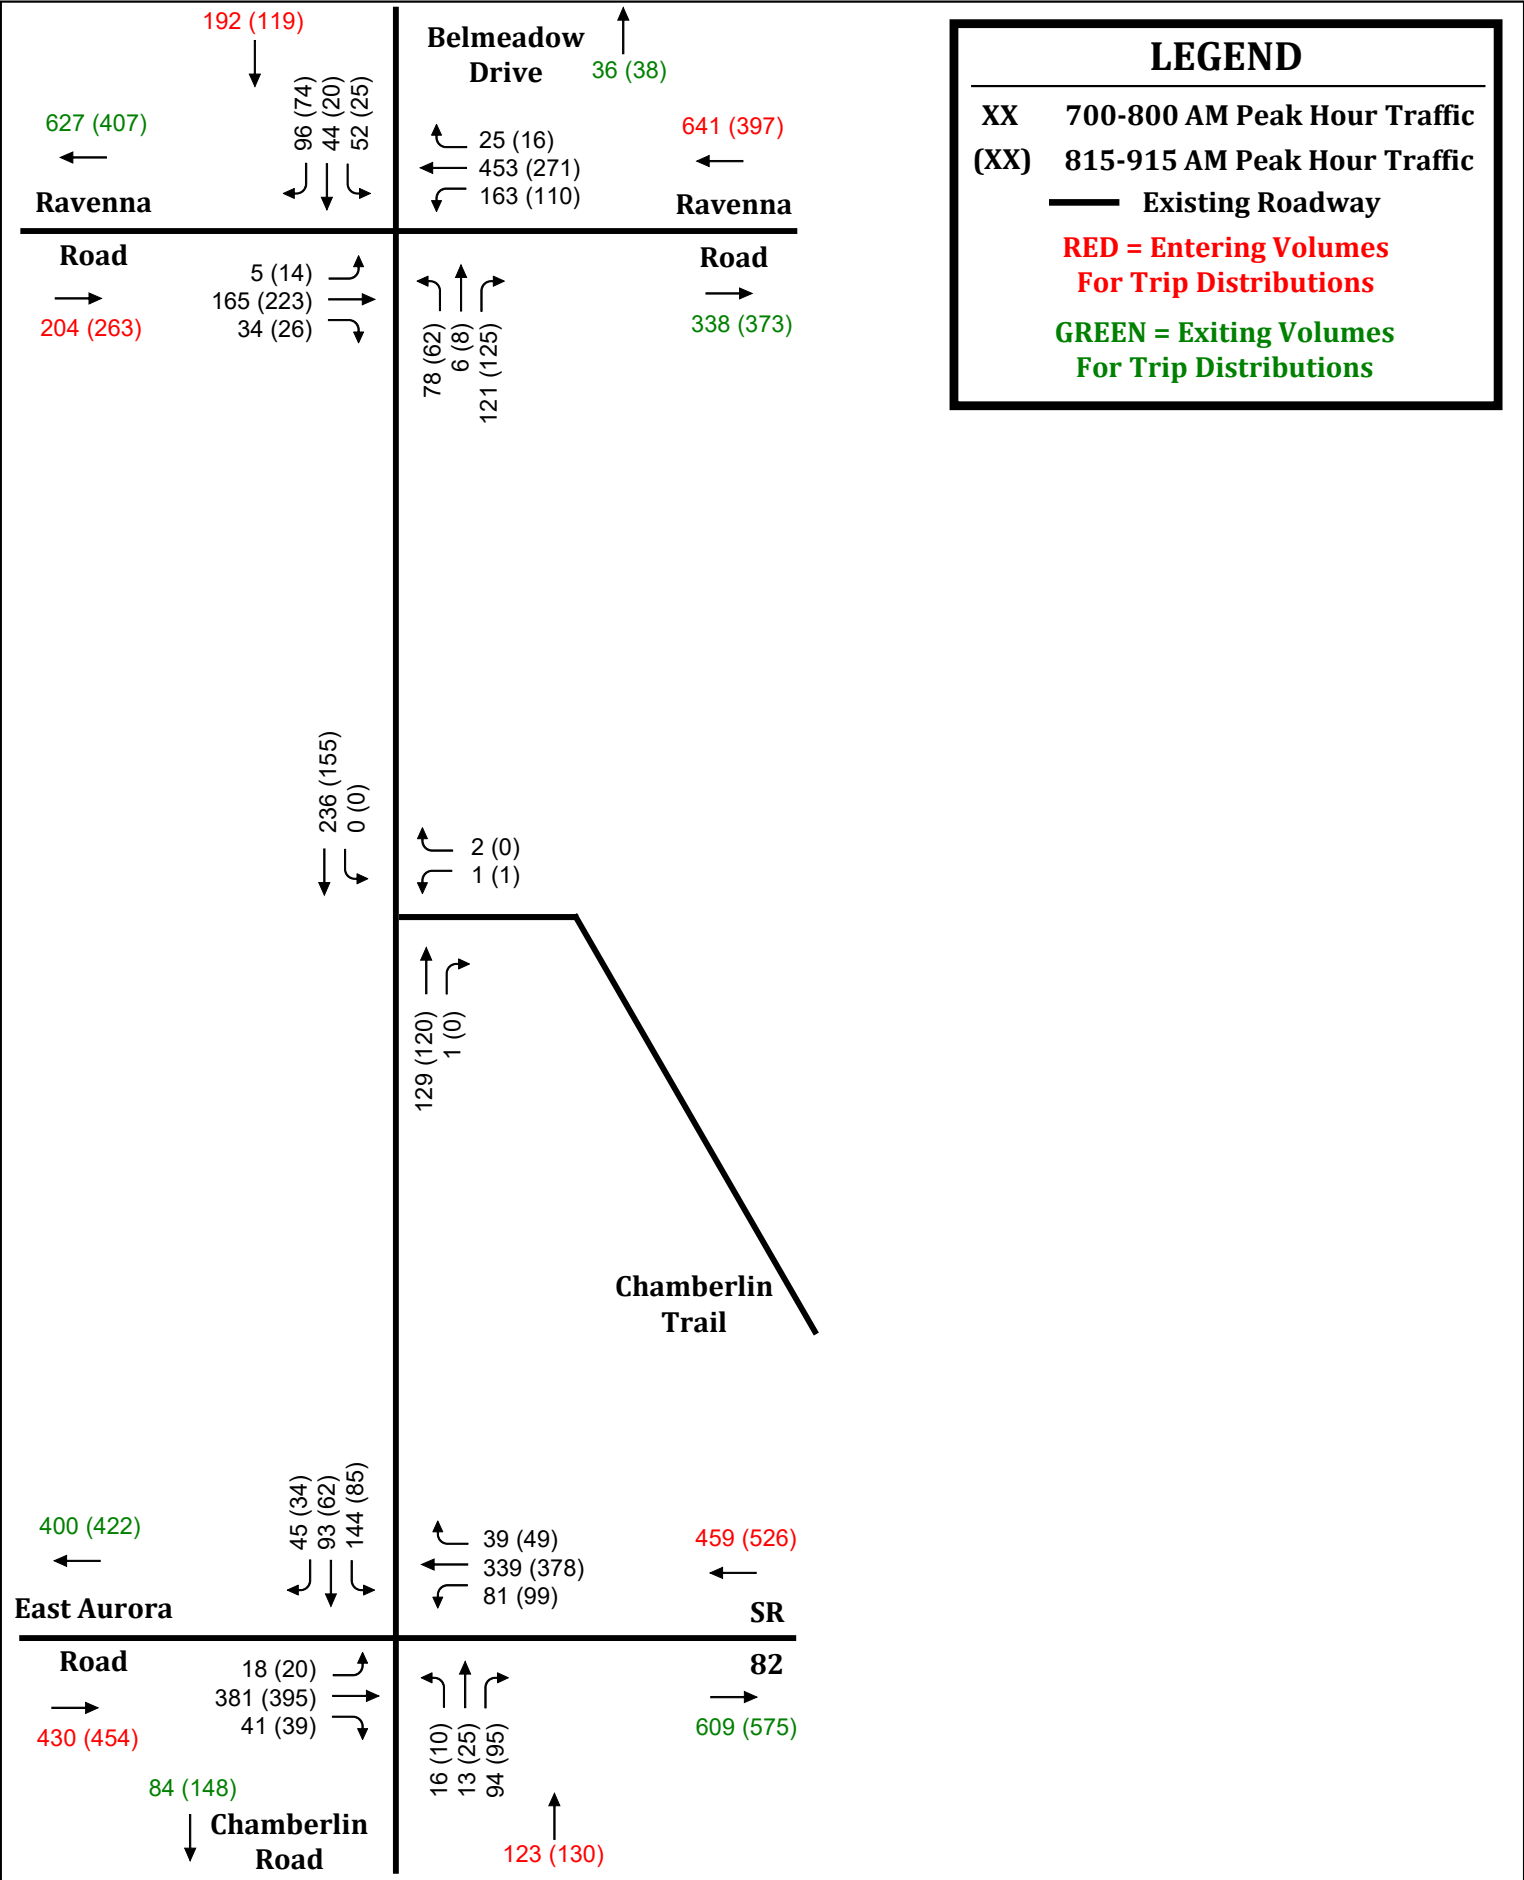 192 (119)
Belmeadow
Drive
36 (38)
LEGEND
XX 700-800 AM Peak Hour Traffic
(XX) 815-915 AM Peak Hour Traffic
Existing Roadway
RED = Entering Volumes
For Trip Distributions
GREEN = Exiting Volumes
For Trip Distributions
627 (407)
96 (74)
44 (20)
52 (25)
25 (16)
453 (271)
163 (110)
641 (397)
Ravenna
Ravenna
Road
Road
204 (263)
5 (14)
165 (223)
34 (26)
78 (62)
6 (8)
121 (125)
338 (373)
236 (155)
0 (0)
2 (0)
1 (1)
129 (120)
1 (0)
Chamberlin
Trail
400 (422)
45 (34)
93 (62)
144 (85)
39 (49)
339 (378)
81 (99)
459 (526)
East Aurora
SR
Road
82
430 (454)
18 (20)
381 (395)
41 (39)
16 (10)
13 (25)
94 (95)
609 (575)
84 (148)
Chamberlin
Road
123 (130)